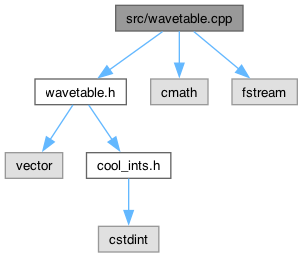 src/wavetable.cpp
wavetable.h
cmath
fstream
vector
cool_ints.h
cstdint